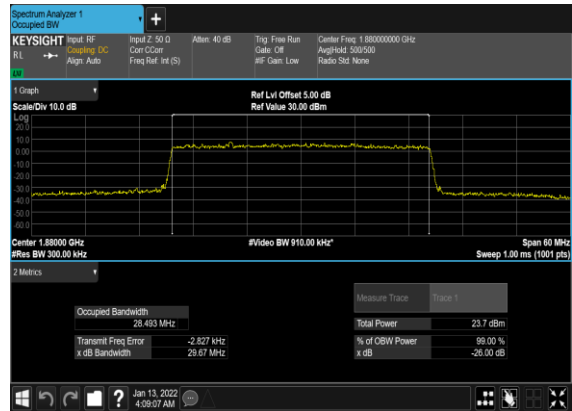 Spectrum Analyzer 1
Occupied BW
+
KEYSIGHT Input: RF Input Z: 50 Ω Atten: 40 dB Trig: Free Run Center Freq: 1.880000000 GHz
RL Coupling: DC Corr CCorr Gate: Off Avg|Hold: 500/500
Align: Auto Freq Ref: Int (S) #IF Gain: Low Radio Std: None
LW
1 Graph
Ref Lvl Offset 5.00 dB
Scale/Div 10.0 dB Ref Value 30.00 dBm
Log
20.0
10.0
0.00
-10.0
-20.0
-30.0
-40.0
-50.0
-60.0
Center 1.88000 GHz #Video BW 910.00 kHz* Span 60 MHz
#Res BW 300.00 kHz Sweep 1.00 ms (1001 pts)
2 Metrics
Measure Trace Trace 1
Occupied Bandwidth
28.493 MHz Total Power 23.7 dBm
Transmit Freq Error -2.827 kHz % of OBW Power 99.00 %
x dB Bandwidth 29.67 MHz x dB -26.00 dB
? Jan 13, 2022
4:09:07 AM